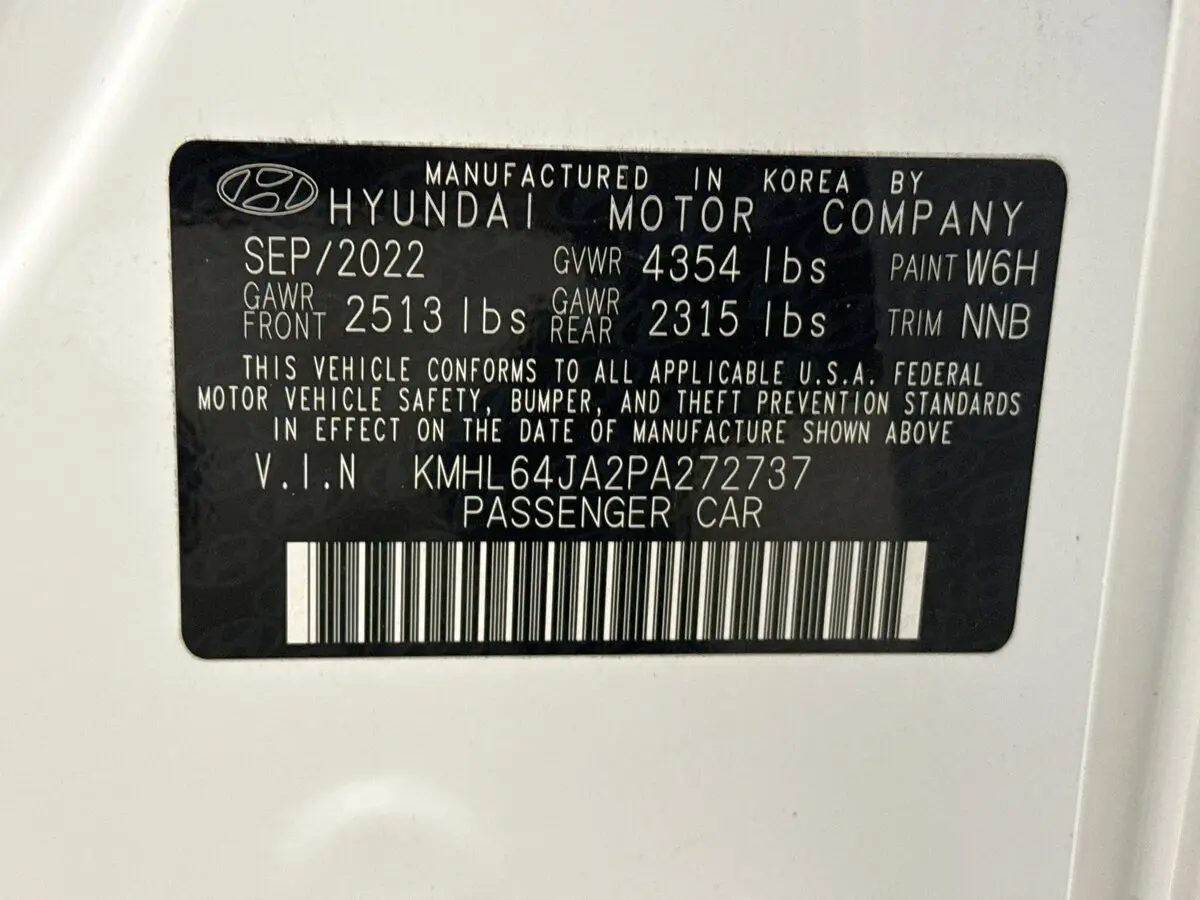 MANUFACTURED IN KOREA BY
HYUNDAI MOTOR COMPANY
SEP/2022 GVWR 4354 lbs PAINT W6H
GAWR FRONT 2513 lbs GAWR REAR 2315 lbs TRIM NNB
THIS VEHICLE CONFORMS TO ALL APPLICABLE U.S.A. FEDERAL
MOTOR VEHICLE SAFETY, BUMPER, AND THEFT PREVENTION STANDARDS
IN EFFECT ON THE DATE OF MANUFACTURE SHOWN ABOVE
V.I.N KMHL64JA2PA272737
PASSENGER CAR